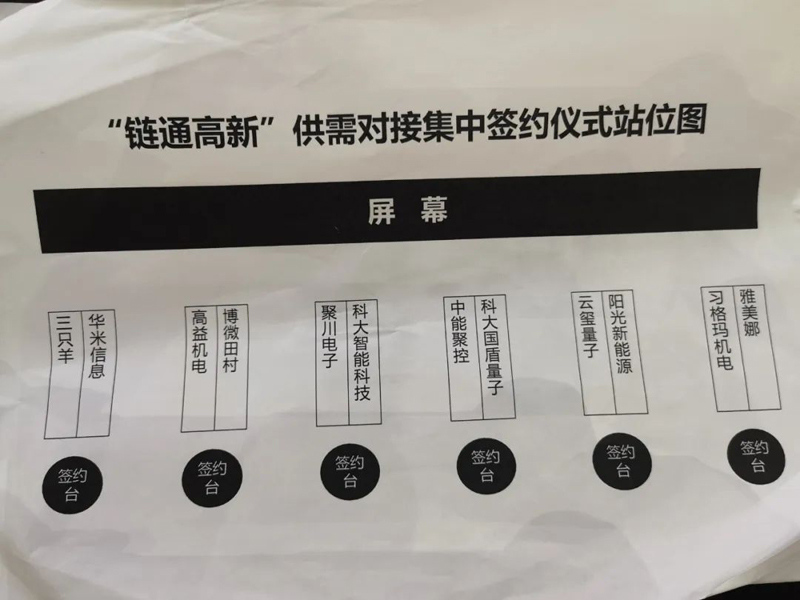 “链通高新”供需对接集中签约仪式站位图
屏 幕
三只羊
华米信息
高益机电
博微田村
聚川电子
科大智能科技
中能聚控
科大国盾量子
云玺量子
阳光新能源
习格玛机电
雅美娜
签约
台
签约
台
签约
台
签约
台
签约
台
签约
台